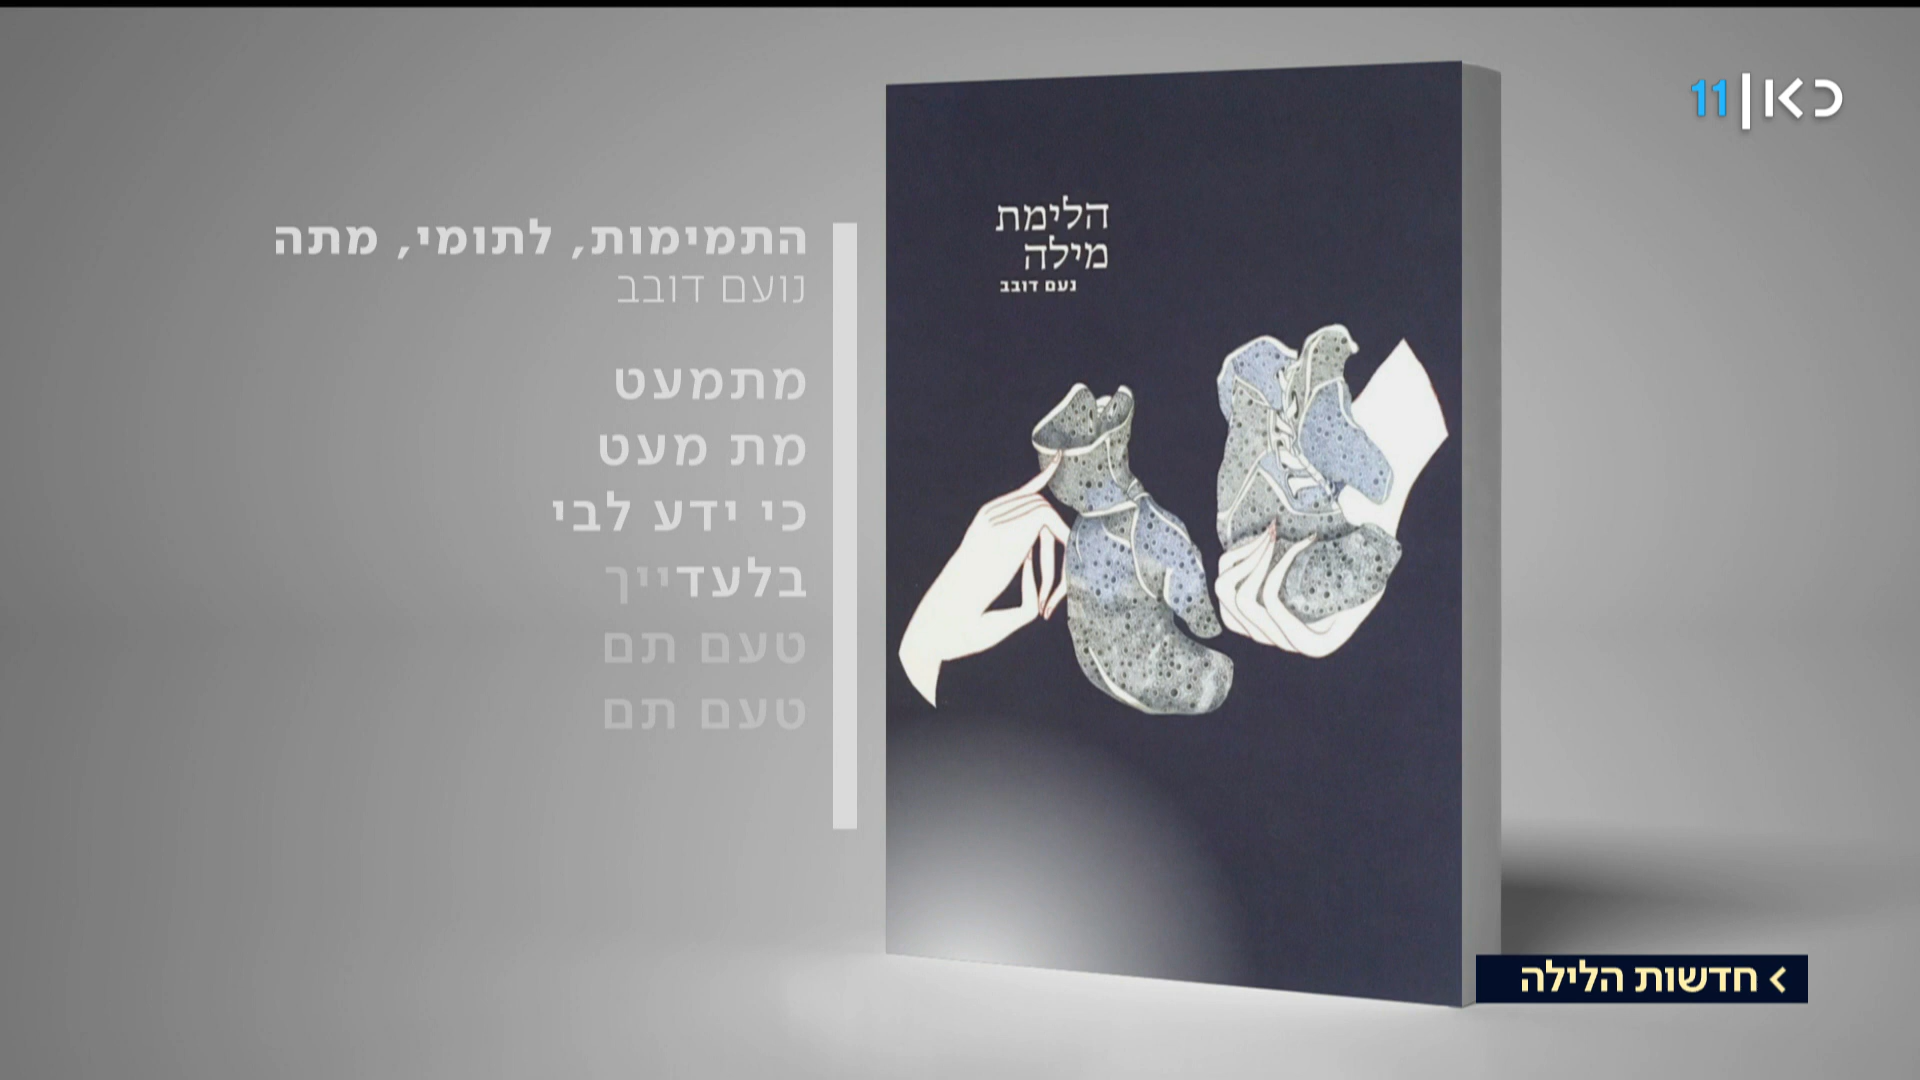 כאן 11
התמימות, לתומי, מתה
נועם דובב
מתמעט
מת מעט
כי ידע לבי
בלעדייך
טעם תם
טעם תם
הלימת
מילה
נעם דובב
חדשות הלילה